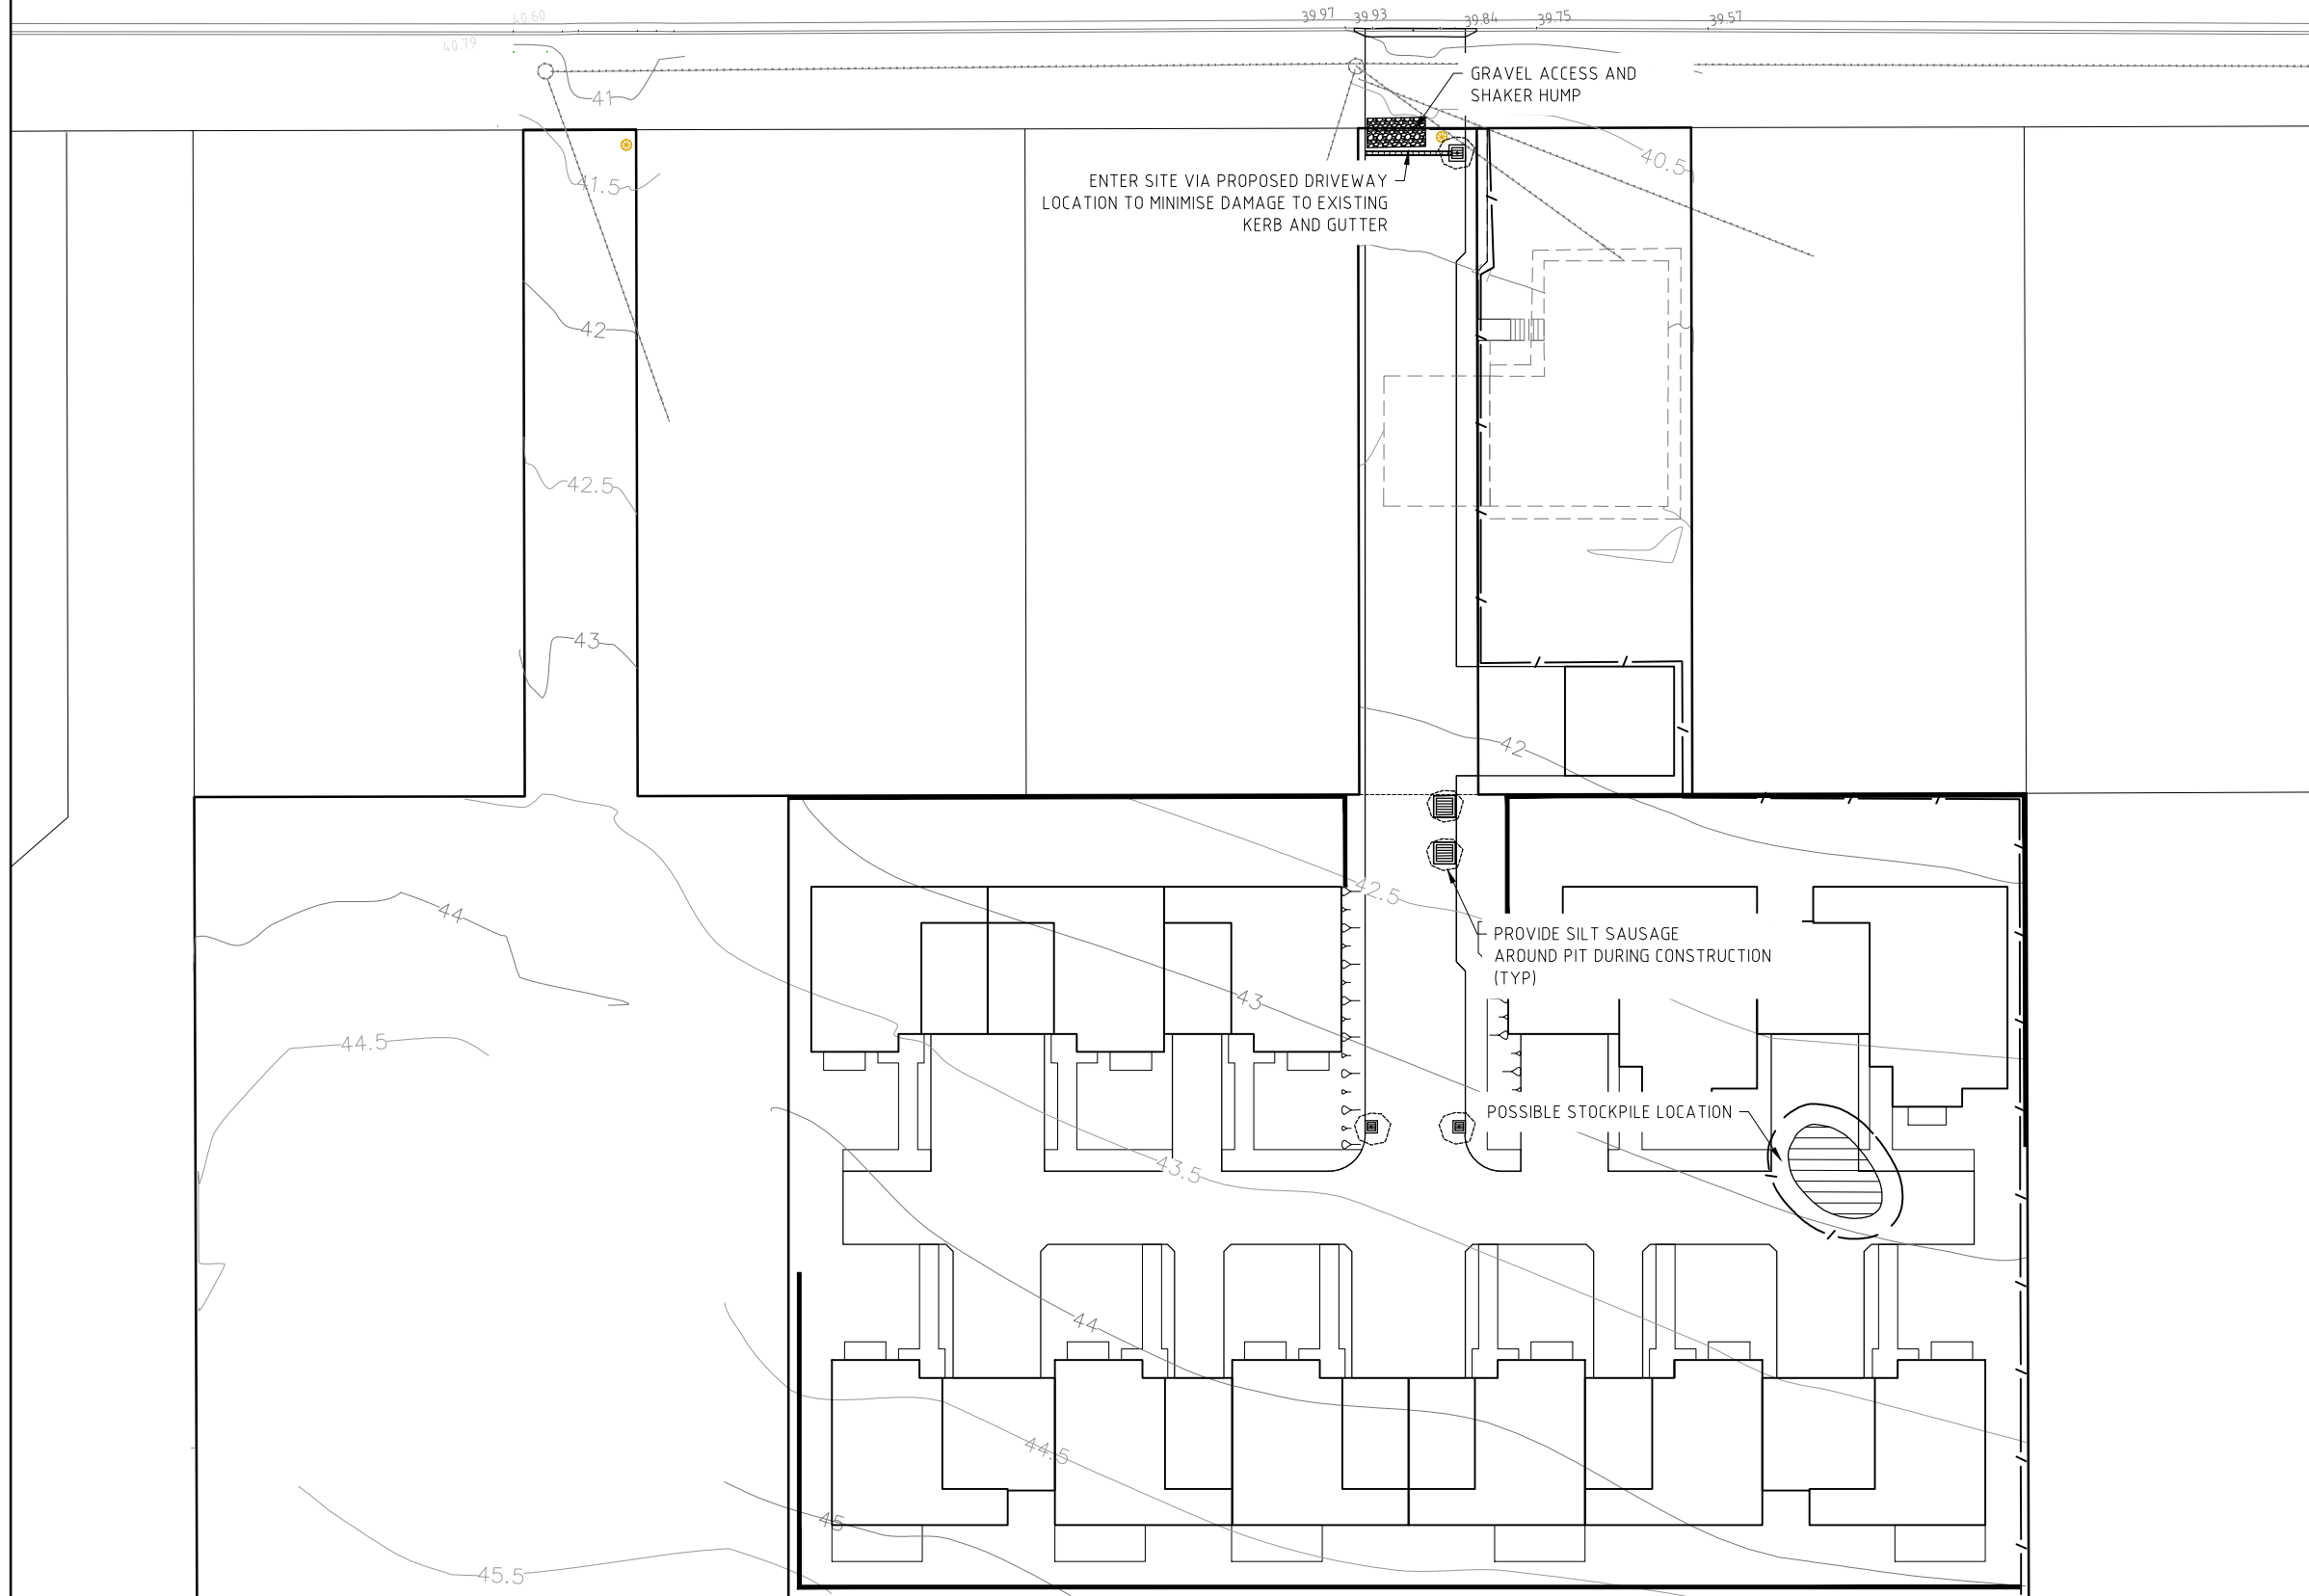 40.60
39.97
39.93
39.84
39.75
39.57
40.79
41
GRAVEL ACCESS AND
SHAKER HUMP
40.5
41.5
ENTER SITE VIA PROPOSED DRIVEWAY
LOCATION TO MINIMISE DAMAGE TO EXISTING
KERB AND GUTTER
42
42.5
43
42
42.5
44
PROVIDE SILT SAUSAGE
AROUND PIT DURING CONSTRUCTION
(TYP)
43
44.5
POSSIBLE STOCKPILE LOCATION
43.5
44
44.5
45
45.5